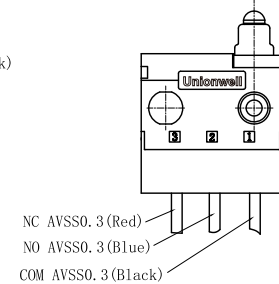 k)
Unionwell
3 2 1
NC AVSS0.3(Red)
NO AVSS0.3(Blue)
COM AVSS0.3(Black)